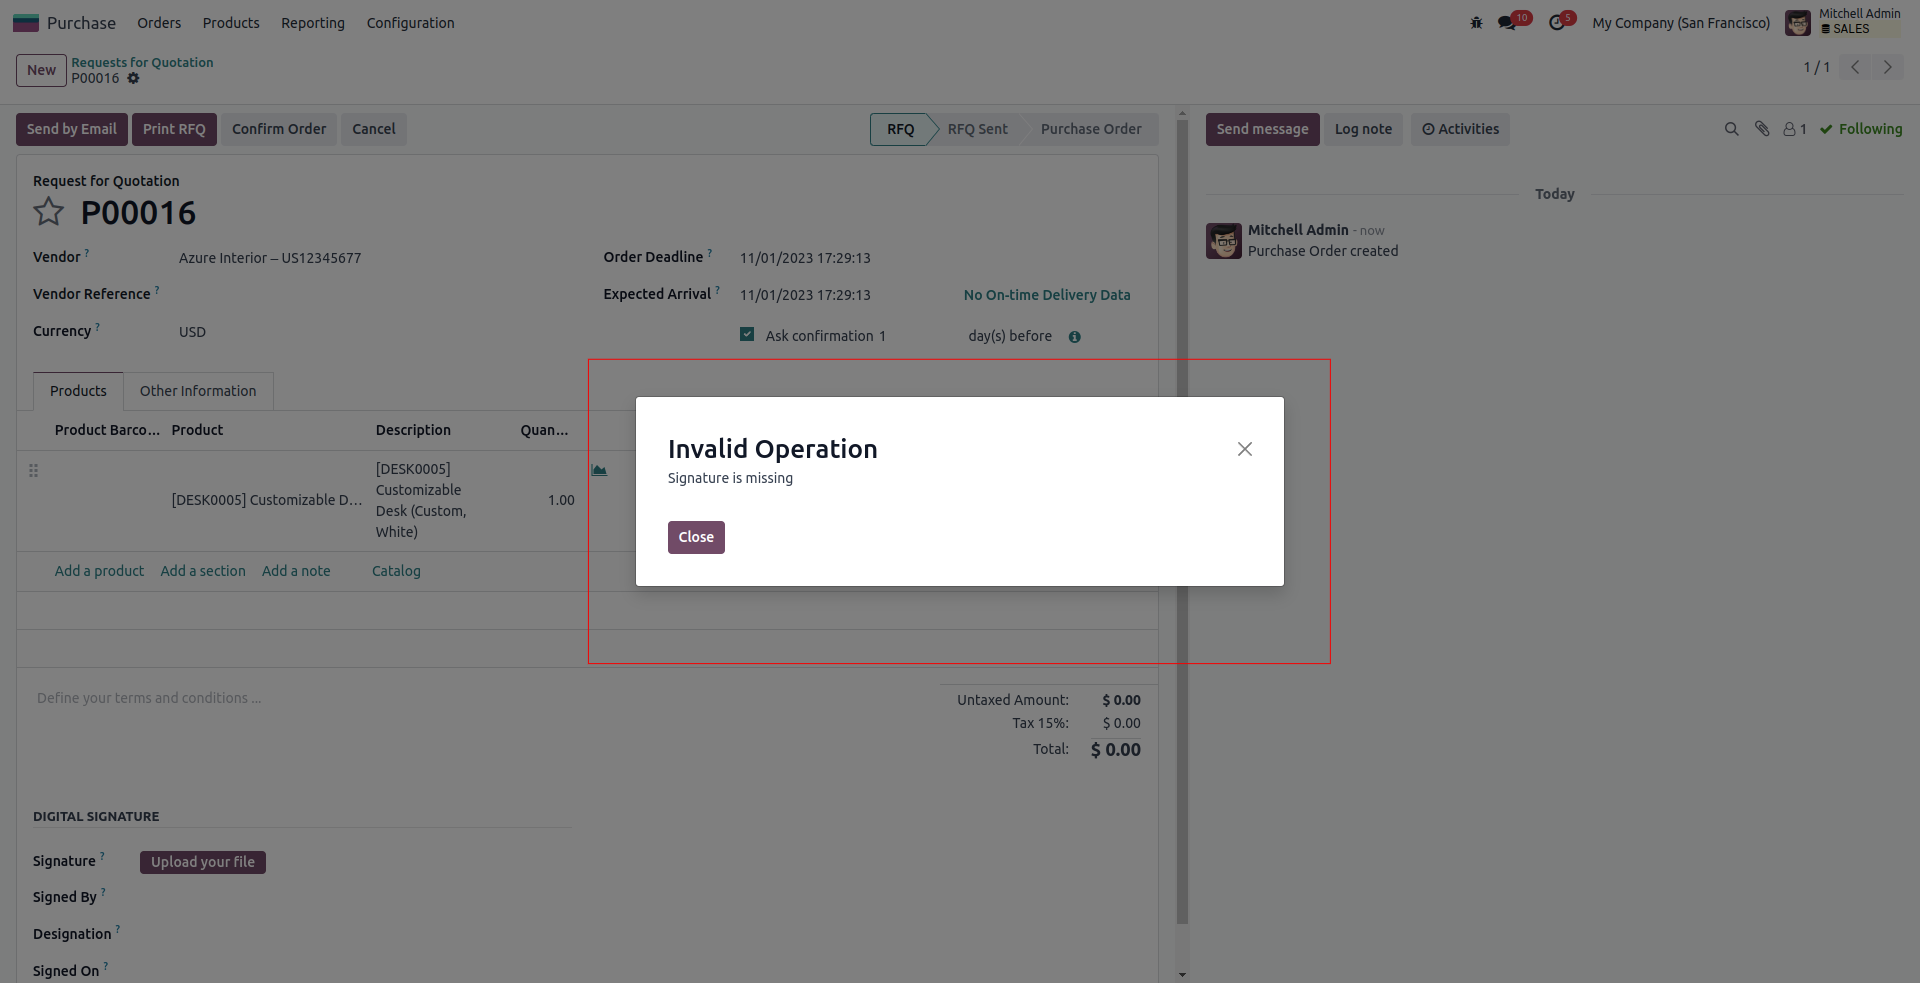 Purchase Orders Products Reporting Configuration
10 5 My Company (San Francisco) Mitchell Admin
SALES
New Requests for Quotation
P00016
1 / 1
Send by Email Print RFQ Confirm Order Cancel
RFQ RFQ Sent Purchase Order
Send message Log note Activities
1 Following
Request for Quotation
P00016
Today
Mitchell Admin - now
Purchase Order created
Vendor ? Azure Interior – US12345677
Order Deadline ? 11/01/2023 17:29:13
Vendor Reference ?
Expected Arrival ? 11/01/2023 17:29:13 No On-time Delivery Data
Currency ? USD
Ask confirmation 1 day(s) before
Products Other Information
Product Barco... Product Description Quan...
[DESK0005] Customizable D... [DESK0005]
Customizable
Desk (Custom,
White)
1.00
Invalid Operation
Signature is missing
Close
Add a product Add a section Add a note Catalog
Define your terms and conditions ...
Untaxed Amount: $ 0.00
Tax 15%: $ 0.00
Total: $ 0.00
DIGITAL SIGNATURE
Signature ? Upload your file
Signed By ?
Designation ?
Signed On ?